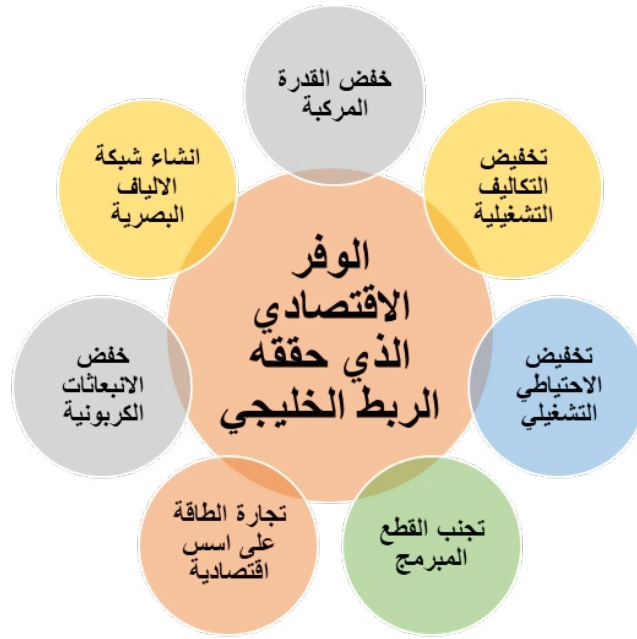 خفض القدرة
المركبة
تخفيض
التكاليف
التشغيلية
تخفيض
الاحتياطي
التشغيلي
تجنب القطع
المبرمج
تجارة الطاقة
على اسس
اقتصادية
خفض
الانبعاثات
الكربونية
انشاء شبكة
الالياف
البصرية
الوفر
الاقتصادي
الذي حققه
الربط الخليجي